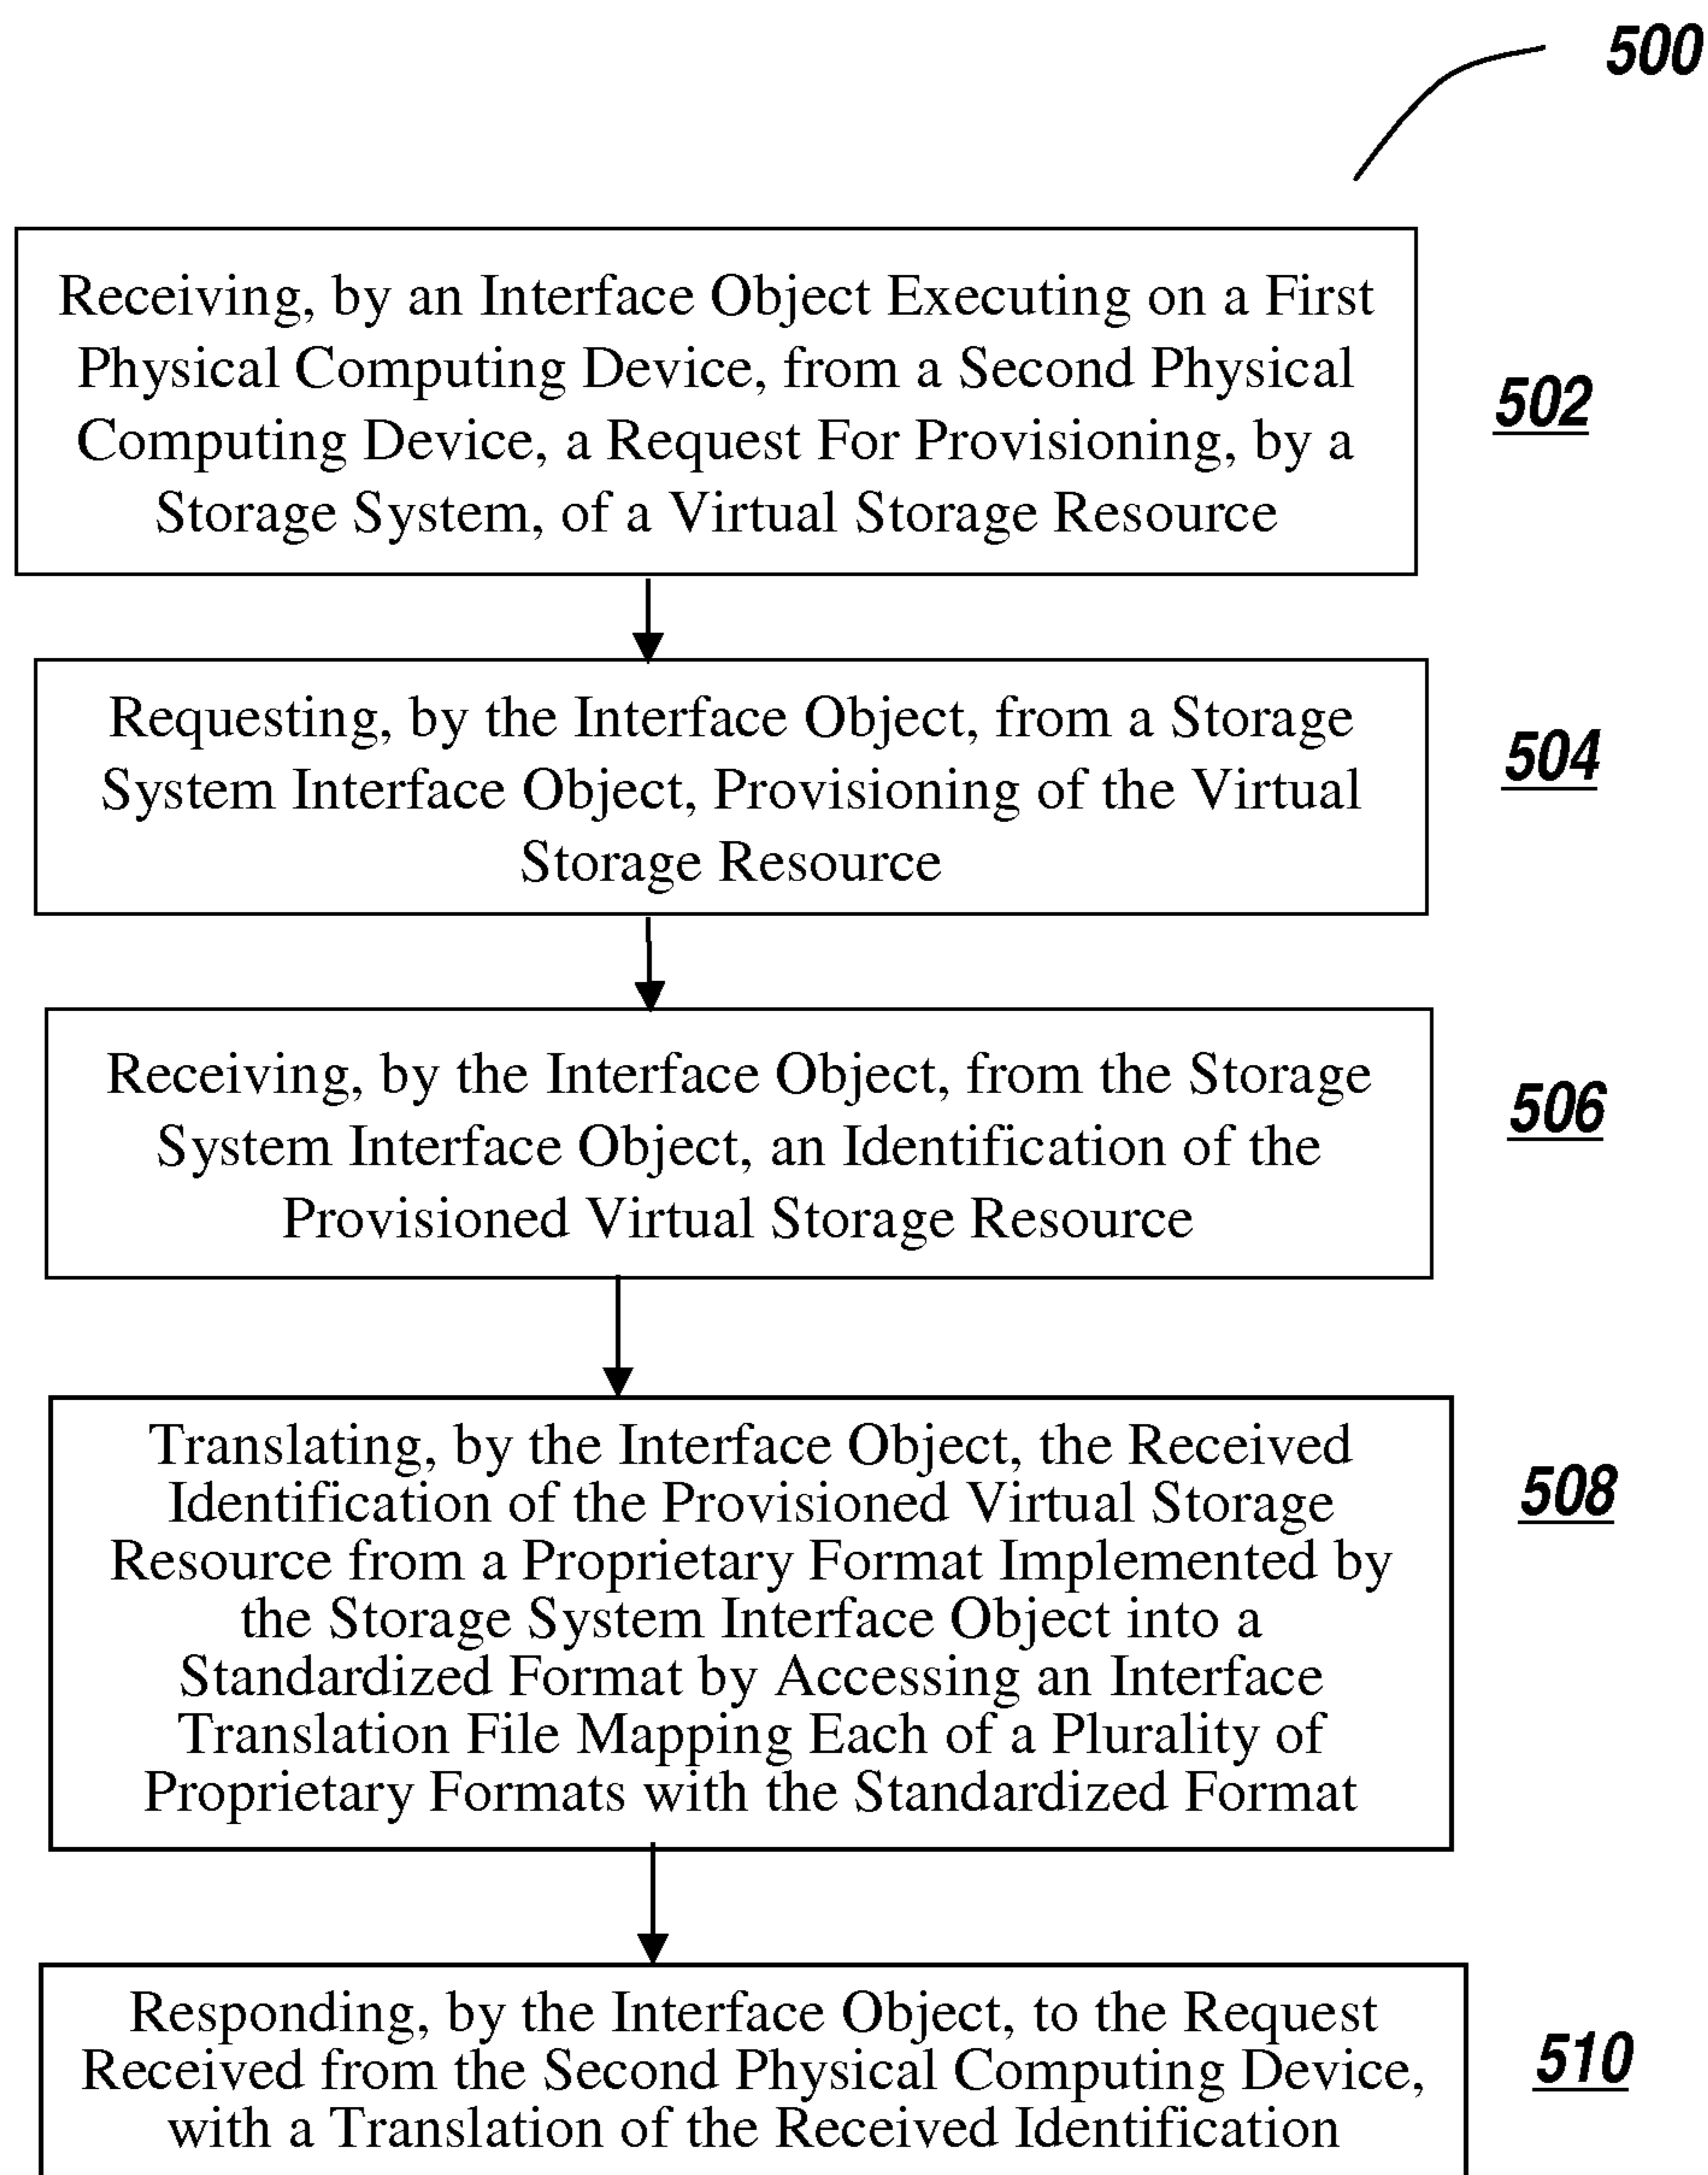 500
Receiving, by an Interface Object Executing on a First
Physical Computing Device, from a Second Physical
Computing Device, a Request For Provisioning, by a
Storage System, of a Virtual Storage Resource
502
Requesting, by the Interface Object, from a Storage
System Interface Object, Provisioning of the Virtual
Storage Resource
504
Receiving, by the Interface Object, from the Storage
System Interface Object, an Identification of the
Provisioned Virtual Storage Resource
506
Translating, by the Interface Object, the Received
Identification of the Provisioned Virtual Storage
Resource from a Proprietary Format Implemented by
the Storage System Interface Object into a
Standardized Format by Accessing an Interface
Translation File Mapping Each of a Plurality of
Proprietary Formats with the Standardized Format
508
Responding, by the Interface Object, to the Request
Received from the Second Physical Computing Device,
with a Translation of the Received Identification
510